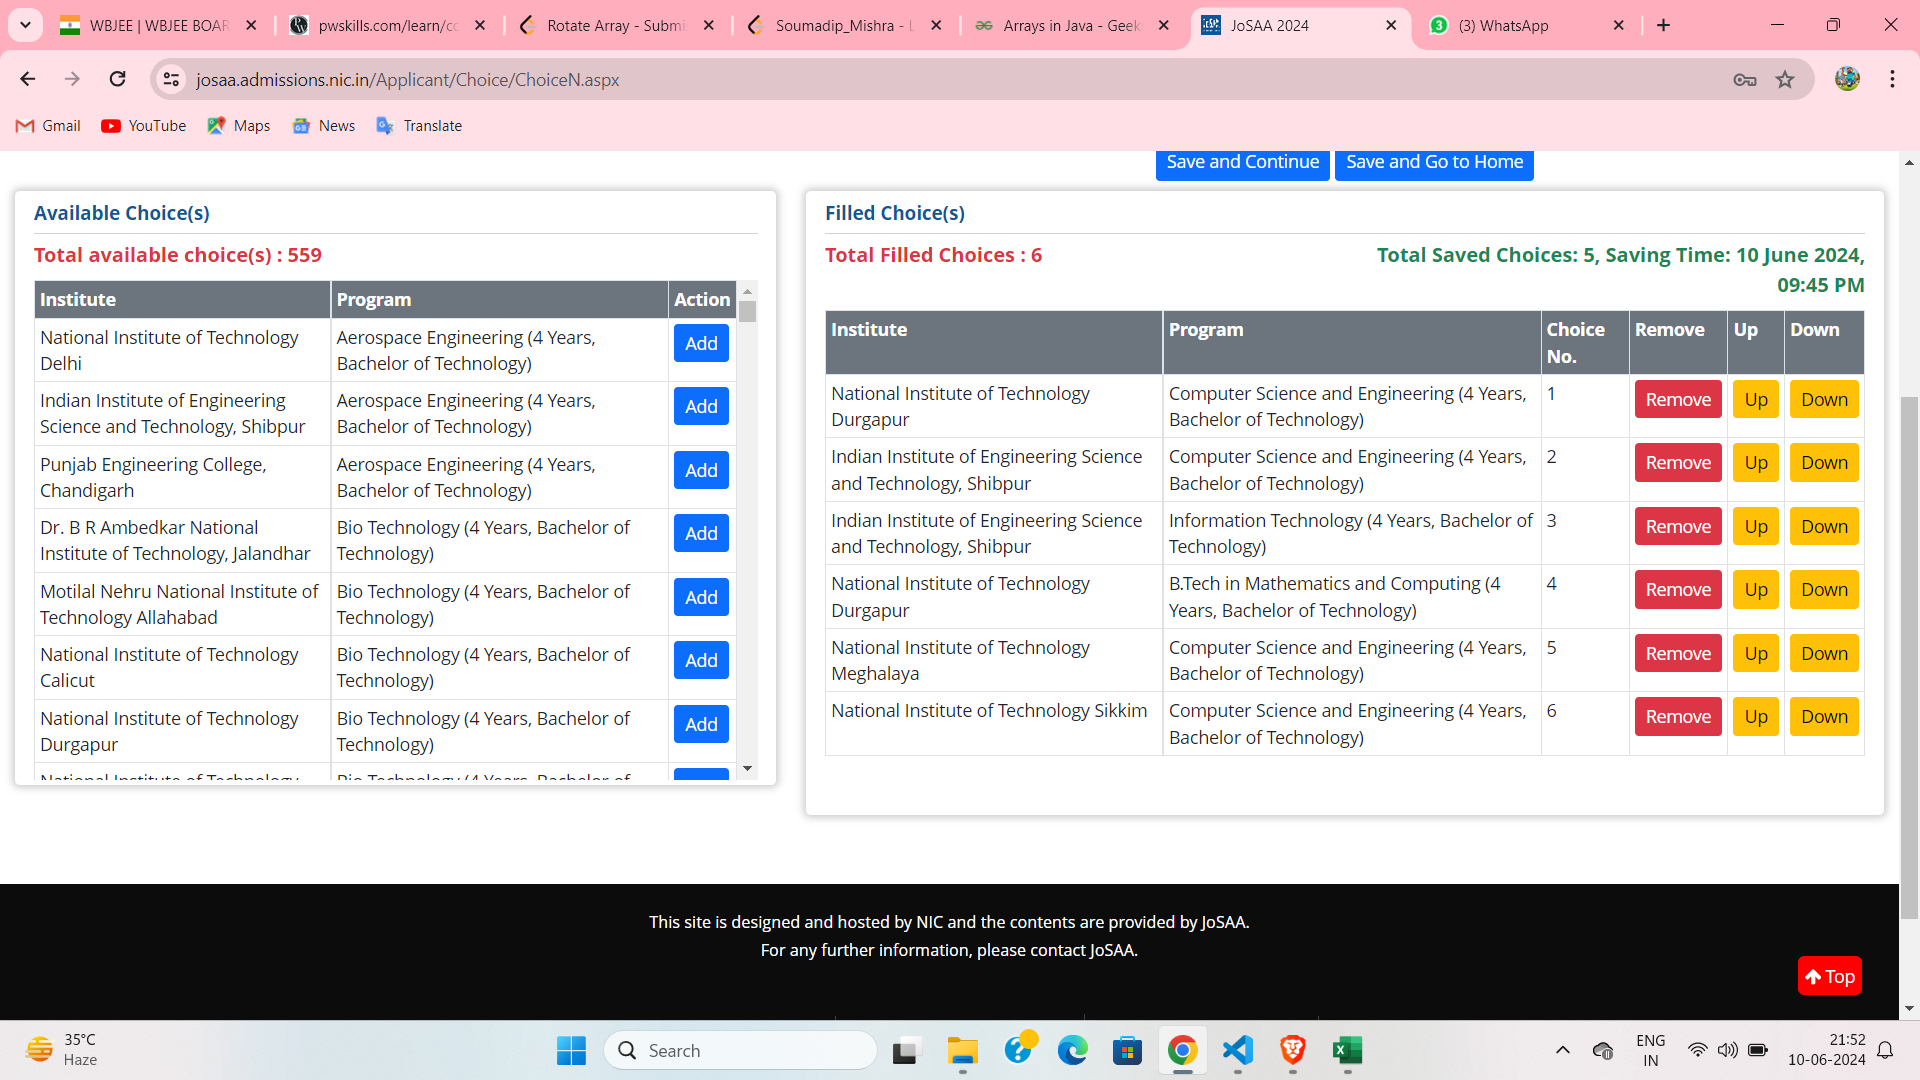 WBJEE | WBJEE BOAR
pwskills.com/learn/cc
Rotate Array - Submi
Soumadip_Mishra - L
Arrays in Java - Geek
JoSAA 2024
(3) WhatsApp
josaa.admissions.nic.in/Applicant/Choice/ChoiceN.aspx
Gmail
YouTube
Maps
News
Translate
Save and Continue
Save and Go to Home
Available Choice(s)
Total available choice(s) : 559
Institute Program Action
National Institute of Technology Aerospace Engineering (4 Years, Add
Delhi Bachelor of Technology)
Indian Institute of Engineering Aerospace Engineering (4 Years, Add
Science and Technology, Shibpur Bachelor of Technology)
Punjab Engineering College, Aerospace Engineering (4 Years, Add
Chandigarh Bachelor of Technology)
Dr. B R Ambedkar National Bio Technology (4 Years, Bachelor of Add
Institute of Technology, Jalandhar Technology)
Motilal Nehru National Institute of Bio Technology (4 Years, Bachelor of Add
Technology Allahabad Technology)
National Institute of Technology Bio Technology (4 Years, Bachelor of Add
Calicut Technology)
National Institute of Technology Bio Technology (4 Years, Bachelor of Add
Durgapur Technology)
National Institute of Technology Bio Technology (4 Years, Bachelor of
Filled Choice(s)
Total Filled Choices : 6
Total Saved Choices: 5, Saving Time: 10 June 2024,
09:45 PM
Institute Program Choice Remove Up Down
No.
National Institute of Technology Computer Science and Engineering (4 Years, 1 Remove Up Down
Durgapur Bachelor of Technology)
Indian Institute of Engineering Science Computer Science and Engineering (4 Years, 2 Remove Up Down
and Technology, Shibpur Bachelor of Technology)
Indian Institute of Engineering Science Information Technology (4 Years, Bachelor of 3 Remove Up Down
and Technology, Shibpur Technology)
National Institute of Technology B.Tech in Mathematics and Computing (4 4 Remove Up Down
Durgapur Years, Bachelor of Technology)
National Institute of Technology Computer Science and Engineering (4 Years, 5 Remove Up Down
Meghalaya Bachelor of Technology)
National Institute of Technology Sikkim Computer Science and Engineering (4 Years, 6 Remove Up Down
Bachelor of Technology)
This site is designed and hosted by NIC and the contents are provided by JoSAA.
For any further information, please contact JoSAA.
Top
35°C
Haze
Search
ENG
IN
21:52
10-06-2024